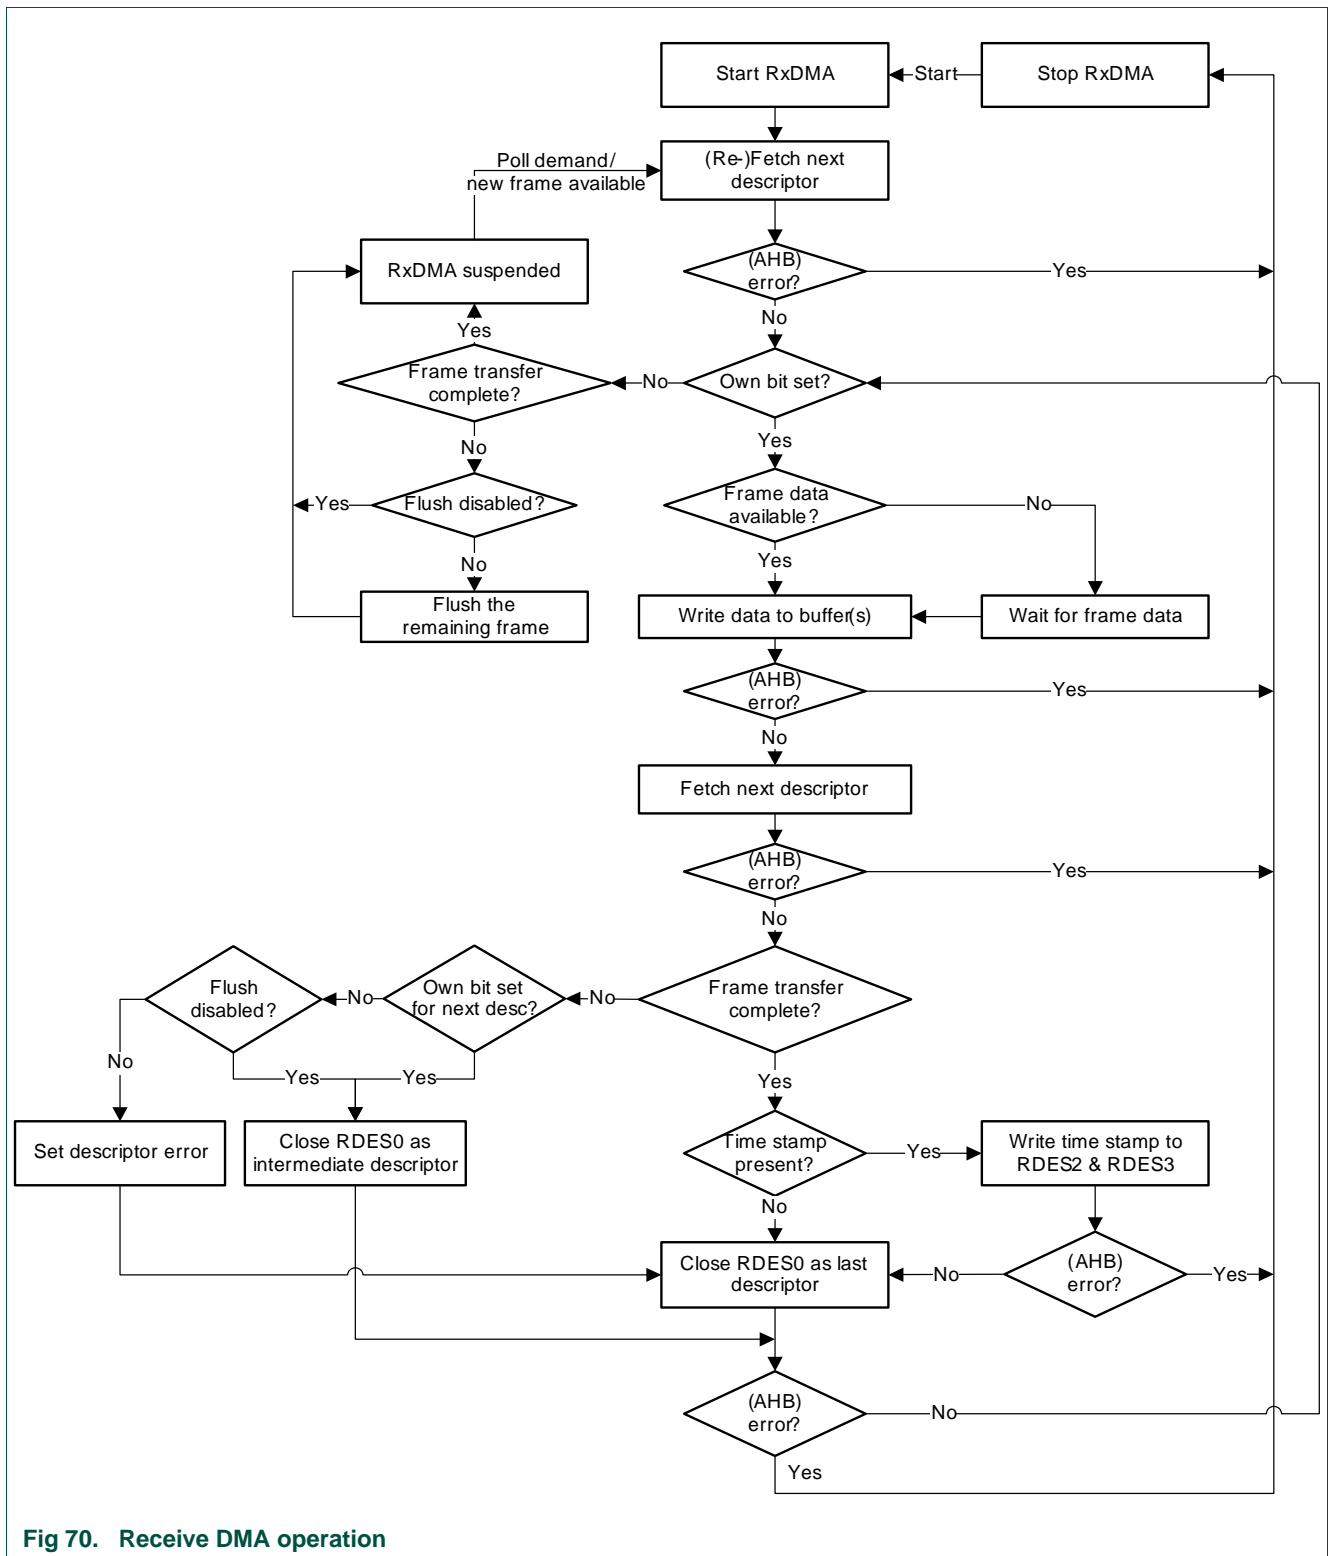 Start RxDMA
Start
Stop RxDMA
Poll demand/
new frame available
(Re-)Fetch next
descriptor
RxDMA suspended
(AHB)
error?
Yes
Yes
No
Frame transfer
complete?
No
Own bit set?
No
Yes
Yes
Flush disabled?
Frame data
available?
No
No
Yes
Flush the
remaining frame
Write data to buffer(s)
Wait for frame data
(AHB)
error?
Yes
No
Fetch next descriptor
(AHB)
error?
Yes
No
Flush
disabled?
No
Own bit set
for next desc?
No
Frame transfer
complete?
No
Yes
Yes
Yes
Set descriptor error
Close RDES0 as
intermediate descriptor
Time stamp
present?
Yes
Write time stamp to
RDES2 & RDES3
No
Close RDES0 as last
descriptor
No
(AHB)
error?
Yes
(AHB)
error?
No
Yes
Fig 70. Receive DMA operation